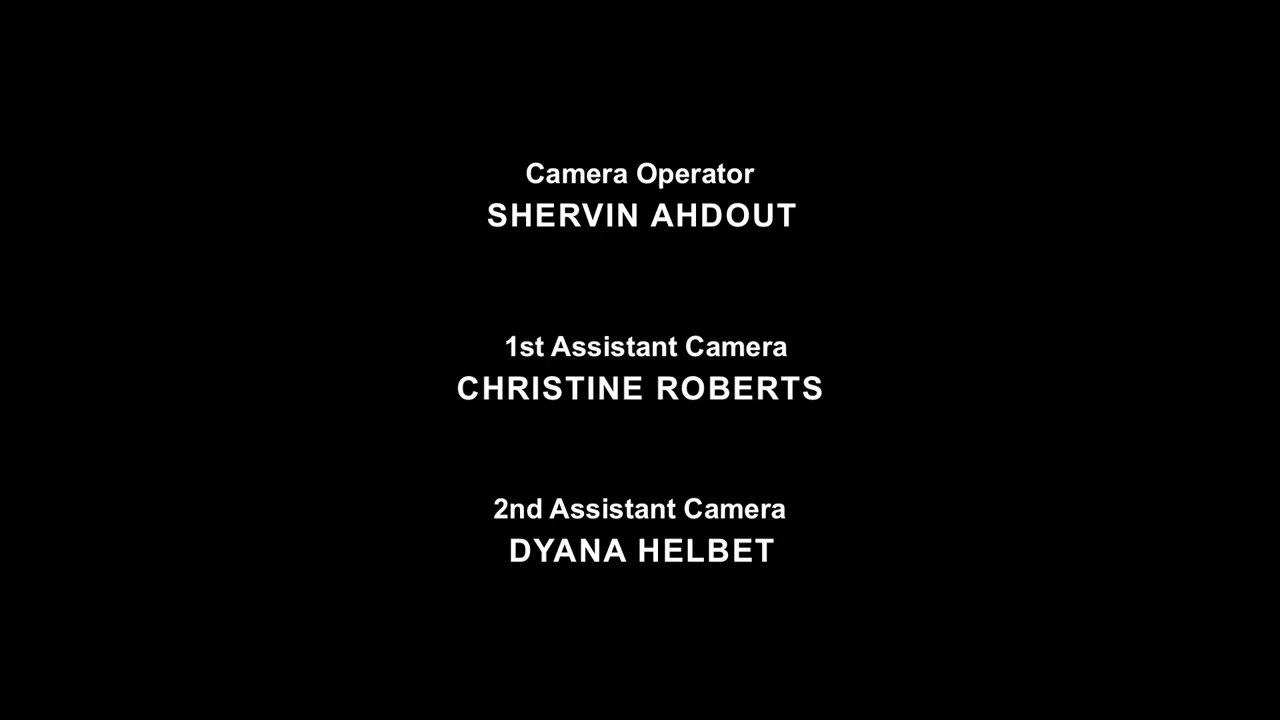 Camera Operator
SHERVIN AHDOUT
1st Assistant Camera
CHRISTINE ROBERTS
2nd Assistant Camera
DYANA HELBET